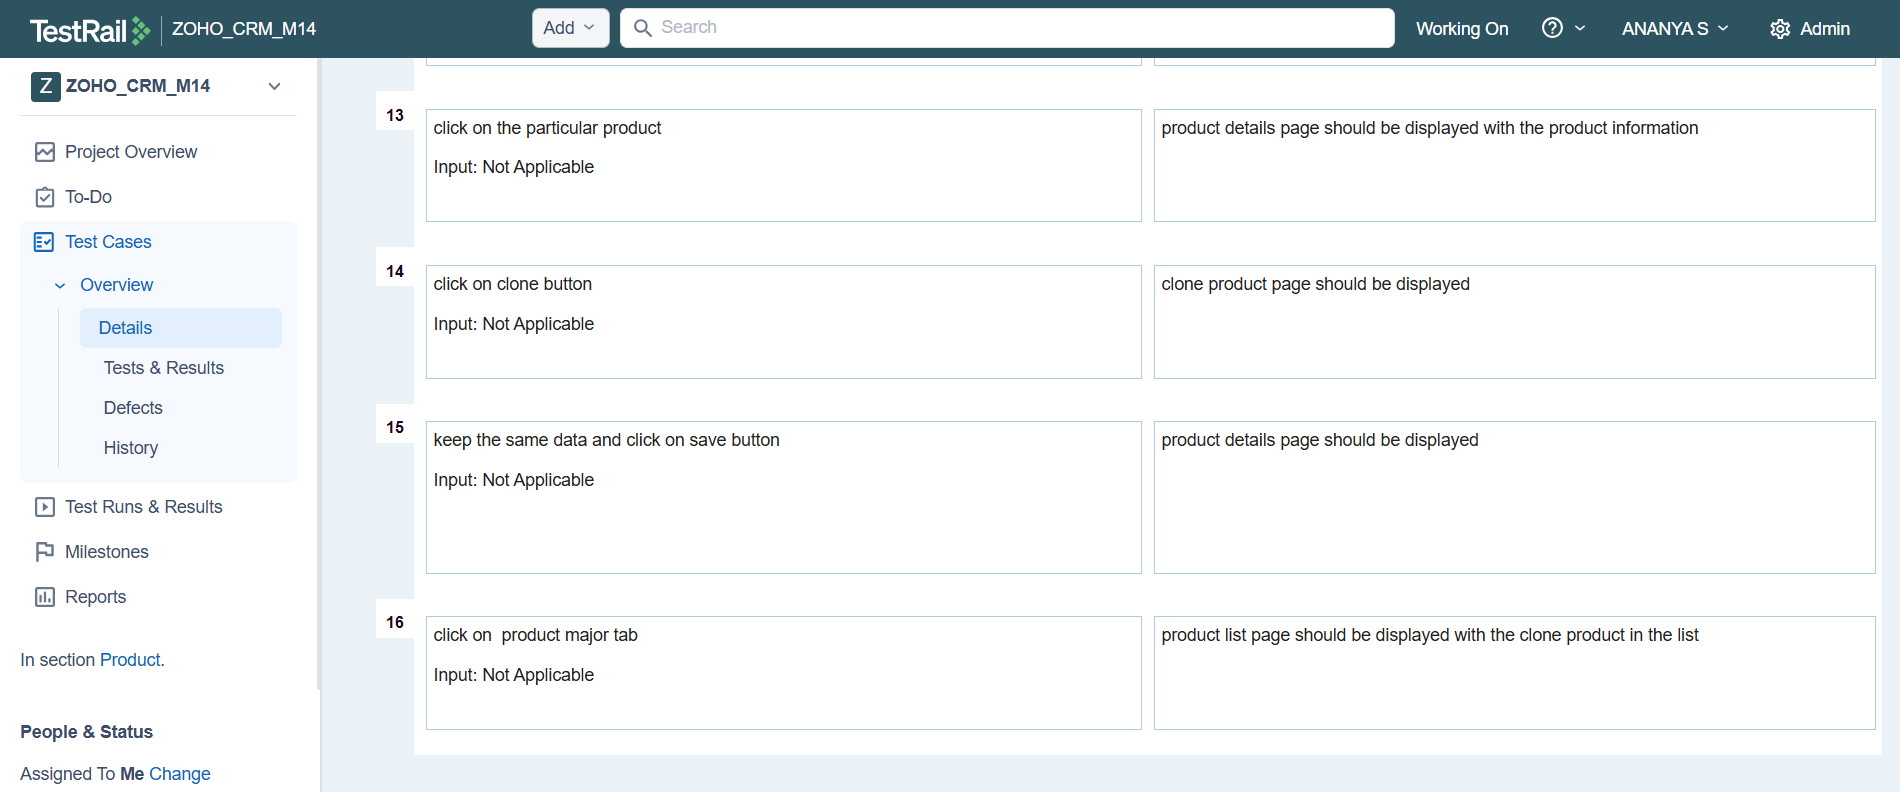 TestRail ZOHO_CRM_M14 Add Search Working On ANANYA S Admin
Z ZOHO_CRM_M14
Project Overview
To-Do
Test Cases
Overview
Details
Tests & Results
Defects
History
Test Runs & Results
Milestones
Reports
In section Product.
People & Status
Assigned To Me Change
13
click on the particular product
Input: Not Applicable
product details page should be displayed with the product information
14
click on clone button
Input: Not Applicable
clone product page should be displayed
15
keep the same data and click on save button
Input: Not Applicable
product details page should be displayed
16
click on  product major tab
Input: Not Applicable
product list page should be displayed with the clone product in the list